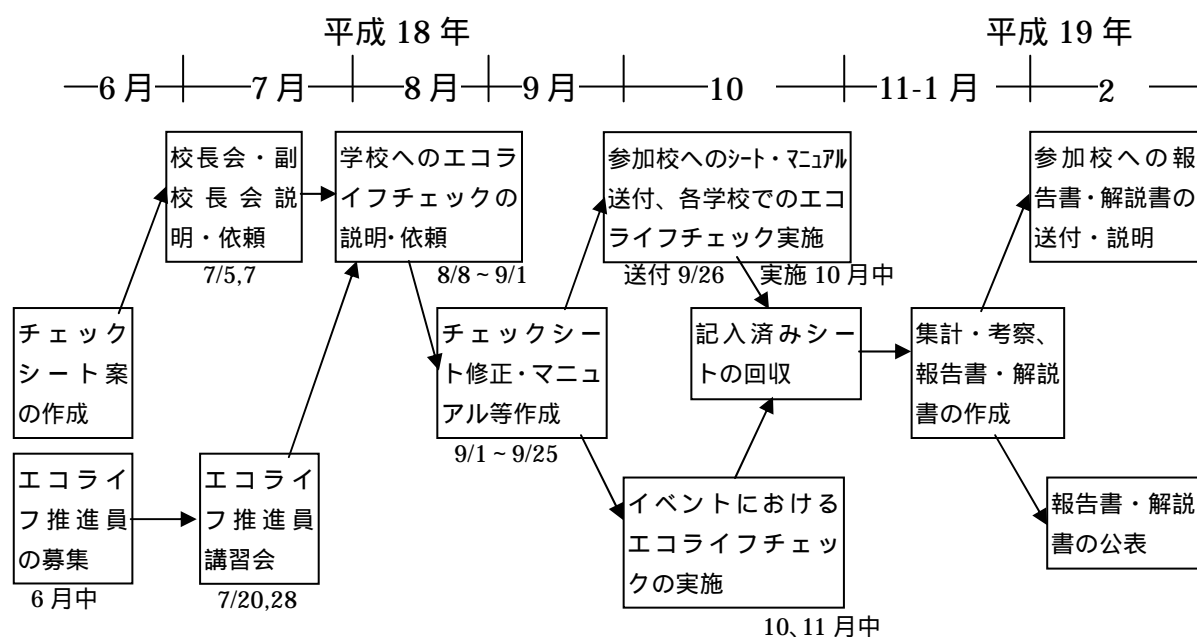 平成 18 年
平成 19 年
6 月
7 月
8 月
9 月
10
11-1 月
2
校長会・副
校長会説
明・依頼
7/5,7
学校へのエコラ
イフチェックの
説明・依頼
8/8～9/1
参加校へのシート・マニュアル
送付、各学校でのエコ
ライフチェック実施
送付 9/26
実施 10 月中
参加校への報
告書・解説書の
送付・説明
チェック
シート案
の作成
チェックシー
ト修正・マニュ
アル等作成
9/1～9/25
記入済みシー
トの回収
集計・考察、
報告書・解説
書の作成
エコライ
フ推進員
の募集
6 月中
エコライ
フ推進員
講習会
7/20,28
イベントにおける
エコライフチェッ
クの実施
10、11 月中
報告書・解説
書の公表